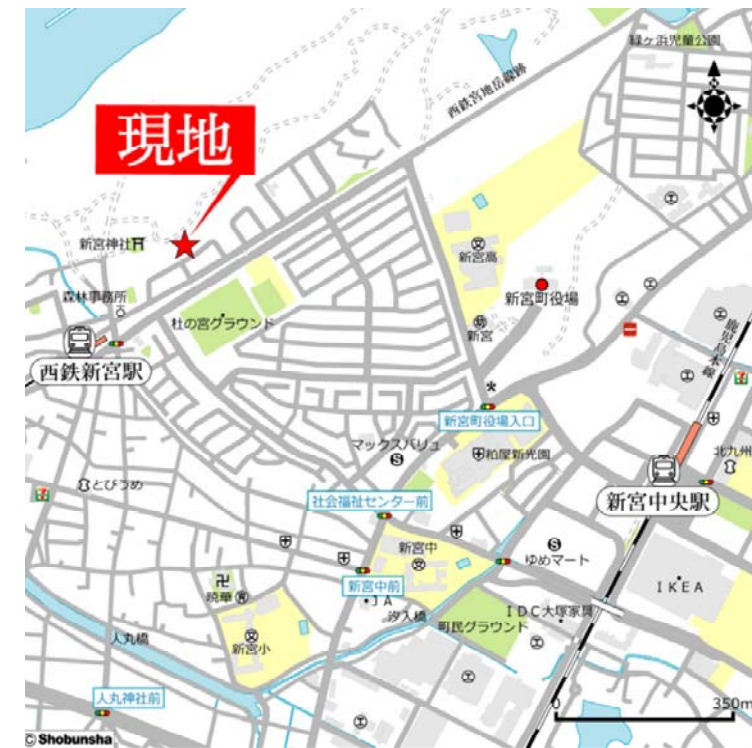 緑ヶ浜児童公園
西鉄宮地岳線跡
現地
新宮神社
新宮高
新宮町役場
森林事務所
杜の宮グラウンド
新宮
鹿児島本線
西鉄新宮駅
新宮町役場入口
マックスバリュ
粕屋新光園
北九州
とびうめ
社会福祉センター前
新宮中央駅
新宮中
ゆめマート
新宮中前
暁華
JA
汐入橋
IDC大塚家具
IKEA
町民グラウンド
人丸橋
新宮小
人丸神社前
0
350m
© Shobunsha